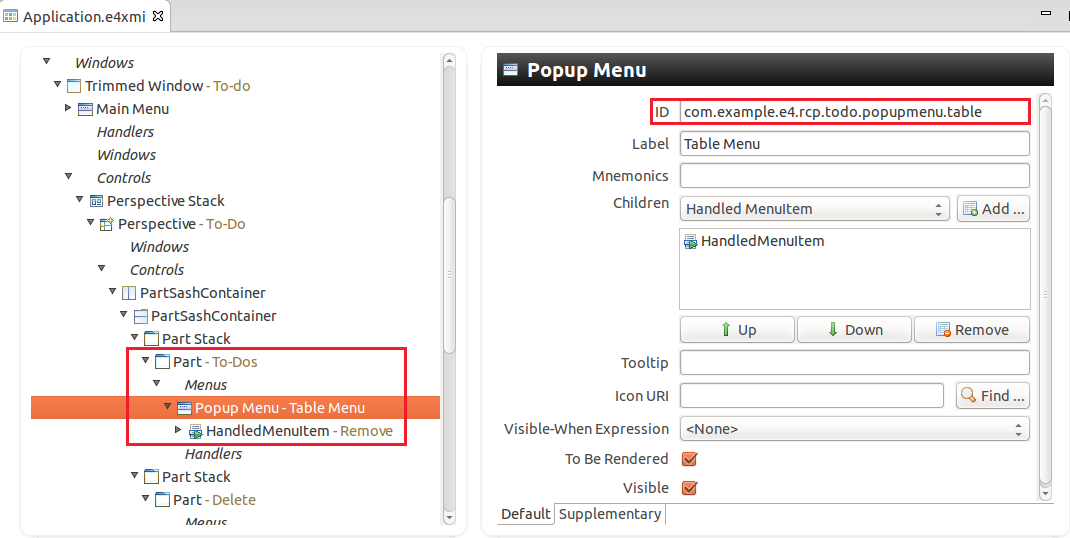 Application.e4xmi
Windows
Trimmed Window - To-do
Main Menu
Handlers
Windows
Controls
Perspective Stack
Perspective - To-Do
Windows
Controls
PartSashContainer
PartSashContainer
Part Stack
Part - To-Dos
Menus
Popup Menu - Table Menu
HandledMenuItem - Remove
Handlers
Part Stack
Part - Delete
Menus
Popup Menu
ID com.example.e4.rcp.todo.popupmenu.table
Label Table Menu
Mnemonics
Children Handled MenuItem Add ...
HandledMenuItem
Up Down Remove
Tooltip
Icon URI Find ...
Visible-When Expression <None>
To Be Rendered
Visible
Default Supplementary